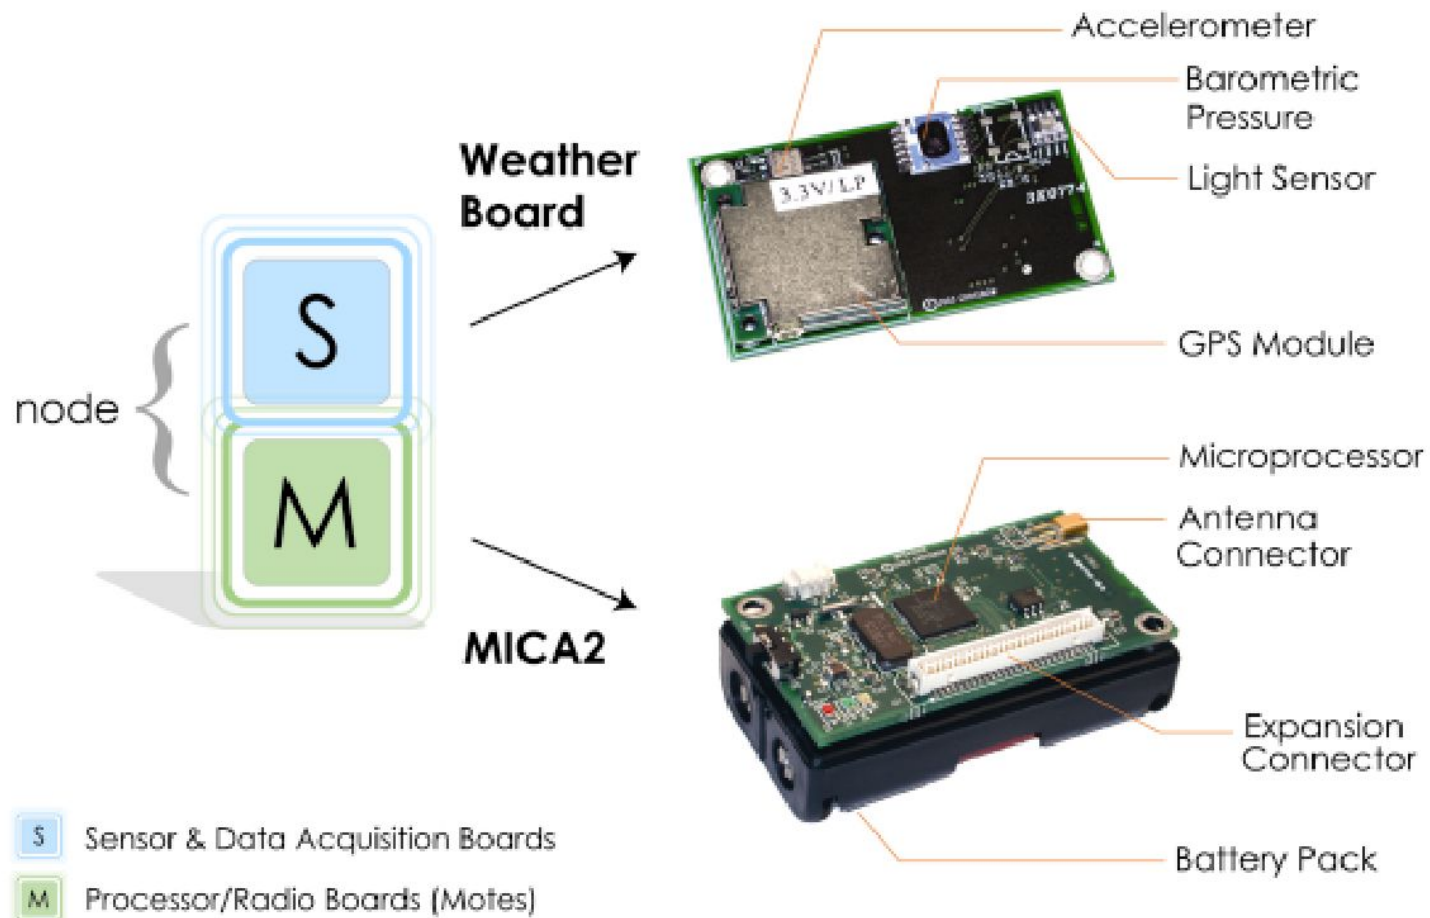 Accelerometer
Barometric
Pressure
Light Sensor
Weather
Board
3.3V/LP
GPS Module
S
node
M
Microprocessor
Antenna
Connector
MICA2
Expansion
Connector
Battery Pack
S Sensor & Data Acquisition Boards
M Processor/Radio Boards (Motes)